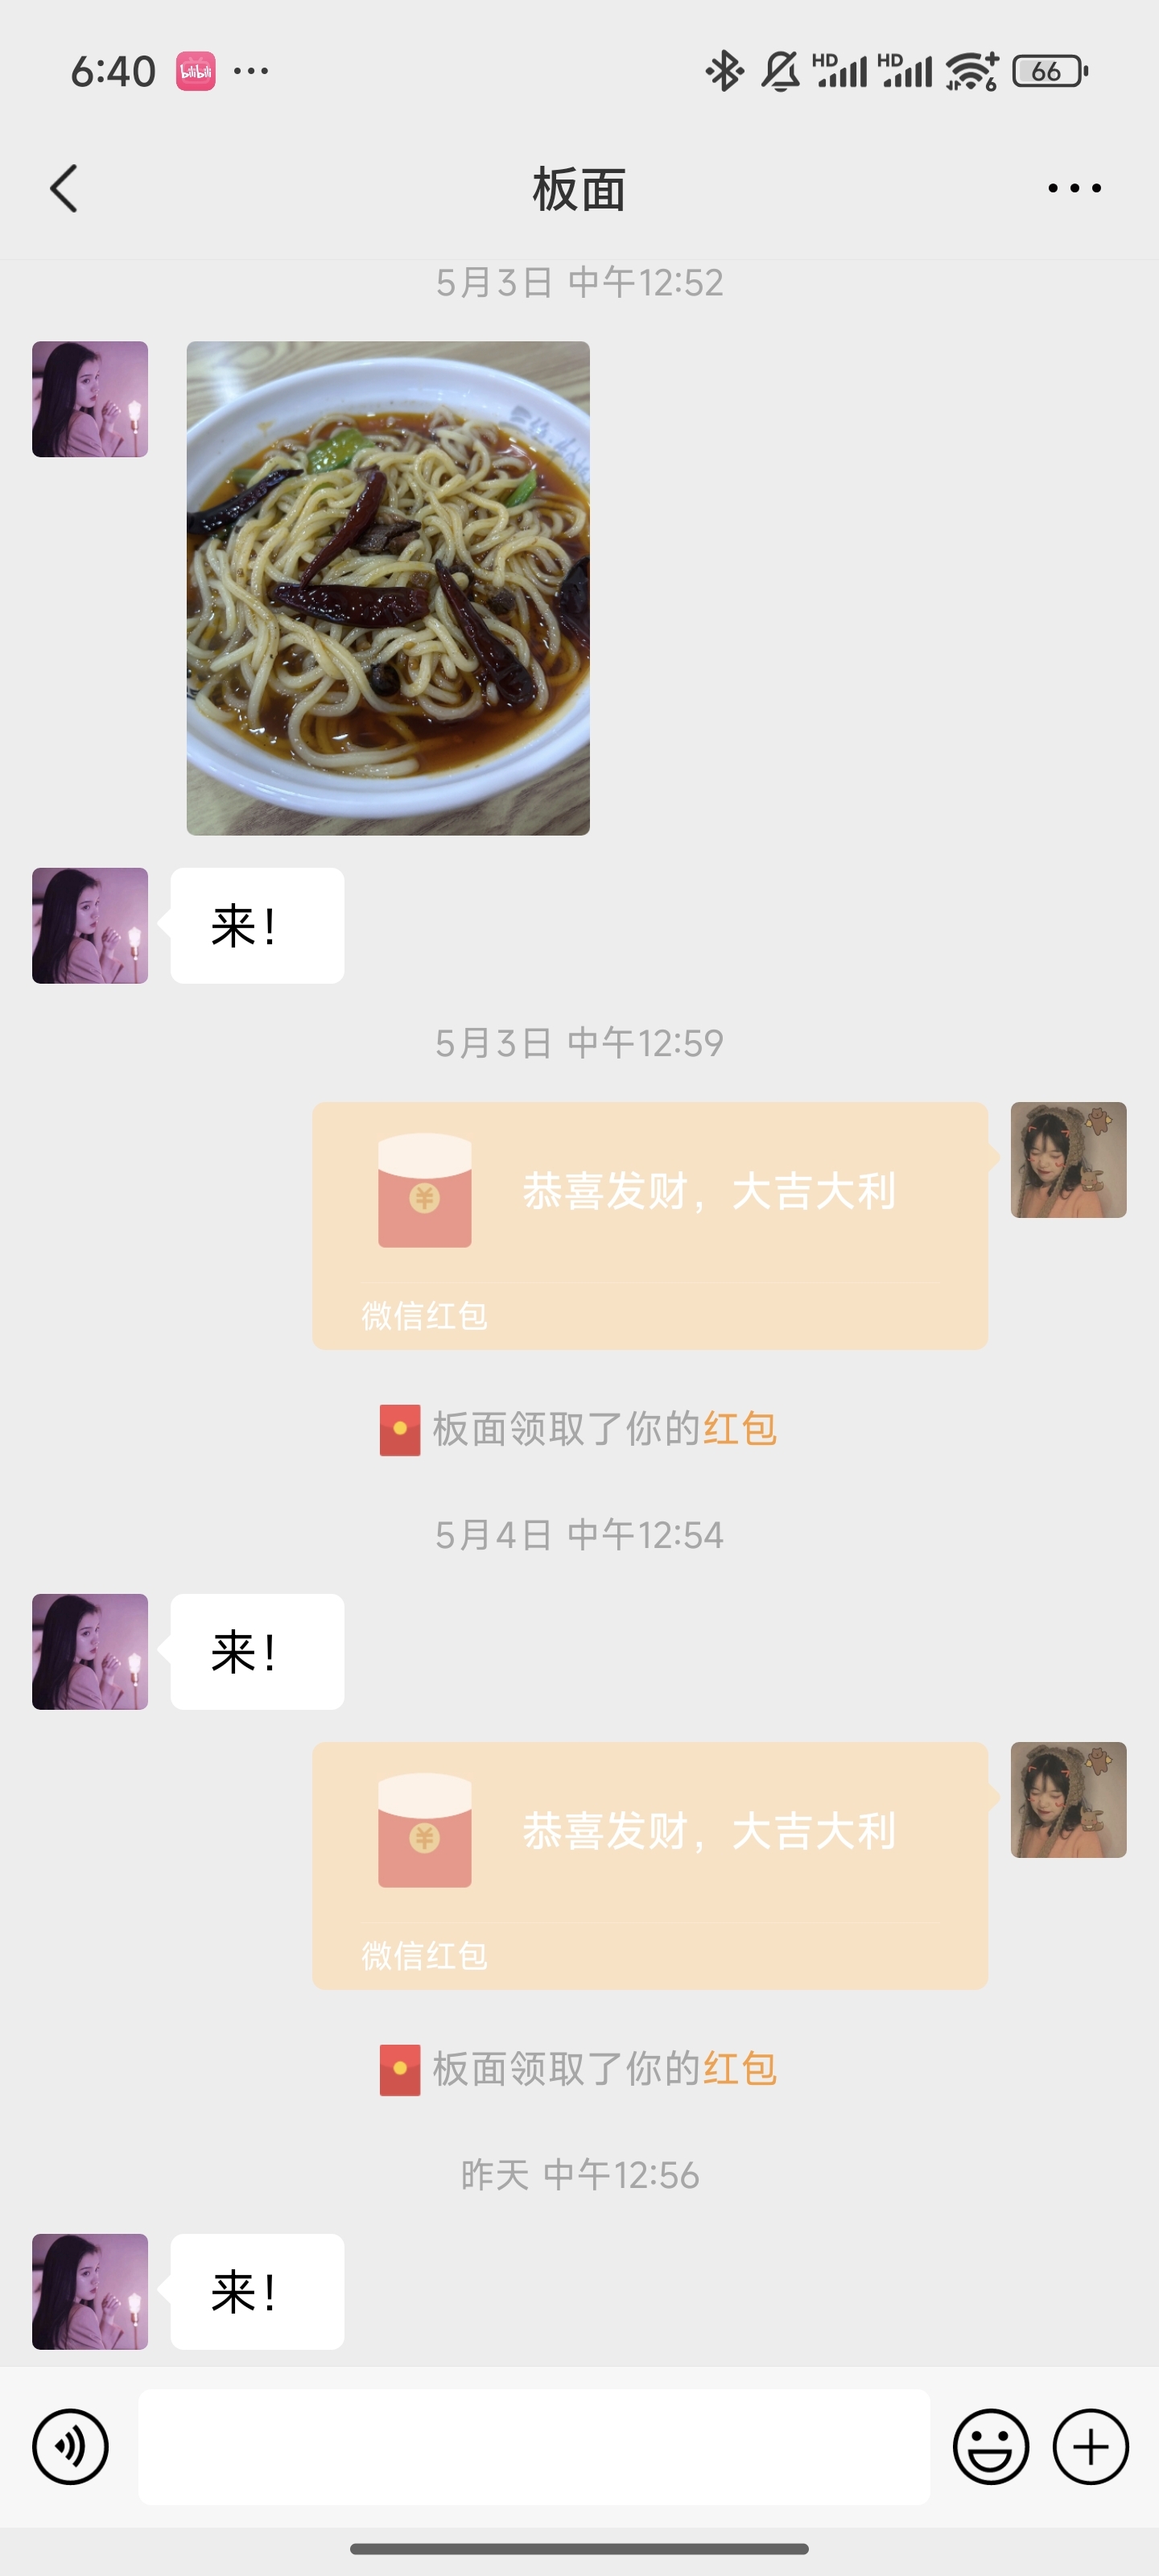 6:40 bilibili ... HD HD 6 66
板面
5月3日 中午12:52
来！
5月3日 中午12:59
恭喜发财，大吉大利
微信红包
板面领取了你的红包
5月4日 中午12:54
来！
恭喜发财，大吉大利
微信红包
板面领取了你的红包
昨天 中午12:56
来！